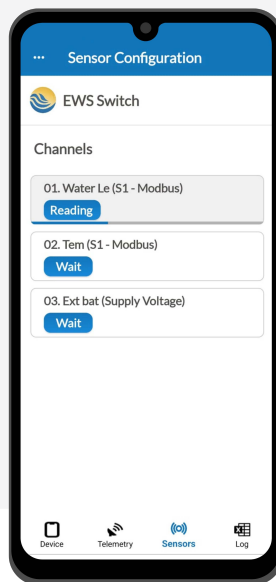 ... Sensor Configuration
EWS Switch
Channels
01. Water Le (S1 - Modbus)
Reading
02. Tem (S1 - Modbus)
Wait
03. Ext bat (Supply Voltage)
Wait
Device Telemetry Sensors Log